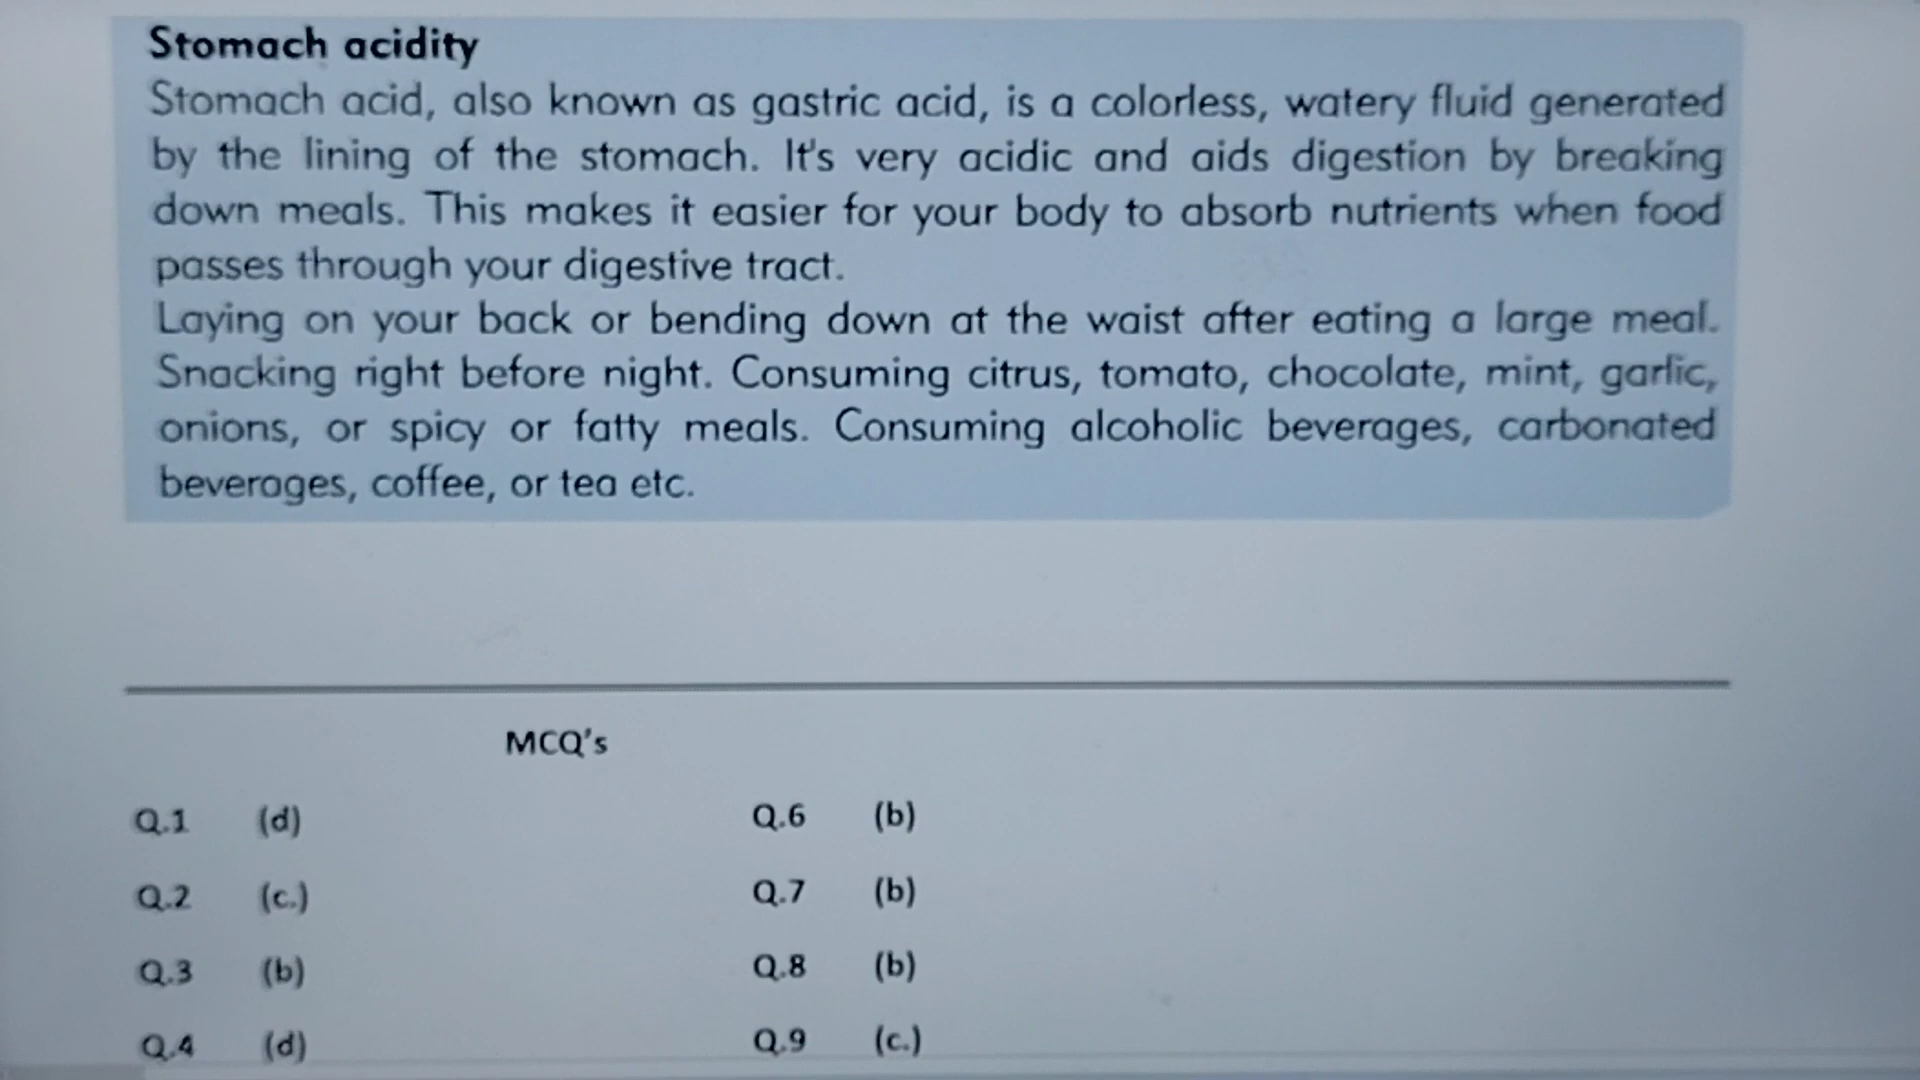 Stomach acidity
Stomach acid, also known as gastric acid, is a colorless, watery fluid generated
by the lining of the stomach. It's very acidic and aids digestion by breaking
down meals. This makes it easier for your body to absorb nutrients when food
passes through your digestive tract.
Laying on your back or bending down at the waist after eating a large meal.
Snacking right before night. Consuming citrus, tomato, chocolate, mint, garlic,
onions, or spicy or fatty meals. Consuming alcoholic beverages, carbonated
beverages, coffee, or tea etc.
MCQ's
Q.1 (d) Q.6 (b)
Q.2 (c.) Q.7 (b)
Q.3 (b) Q.8 (b)
Q.4 (d) Q.9 (c.)